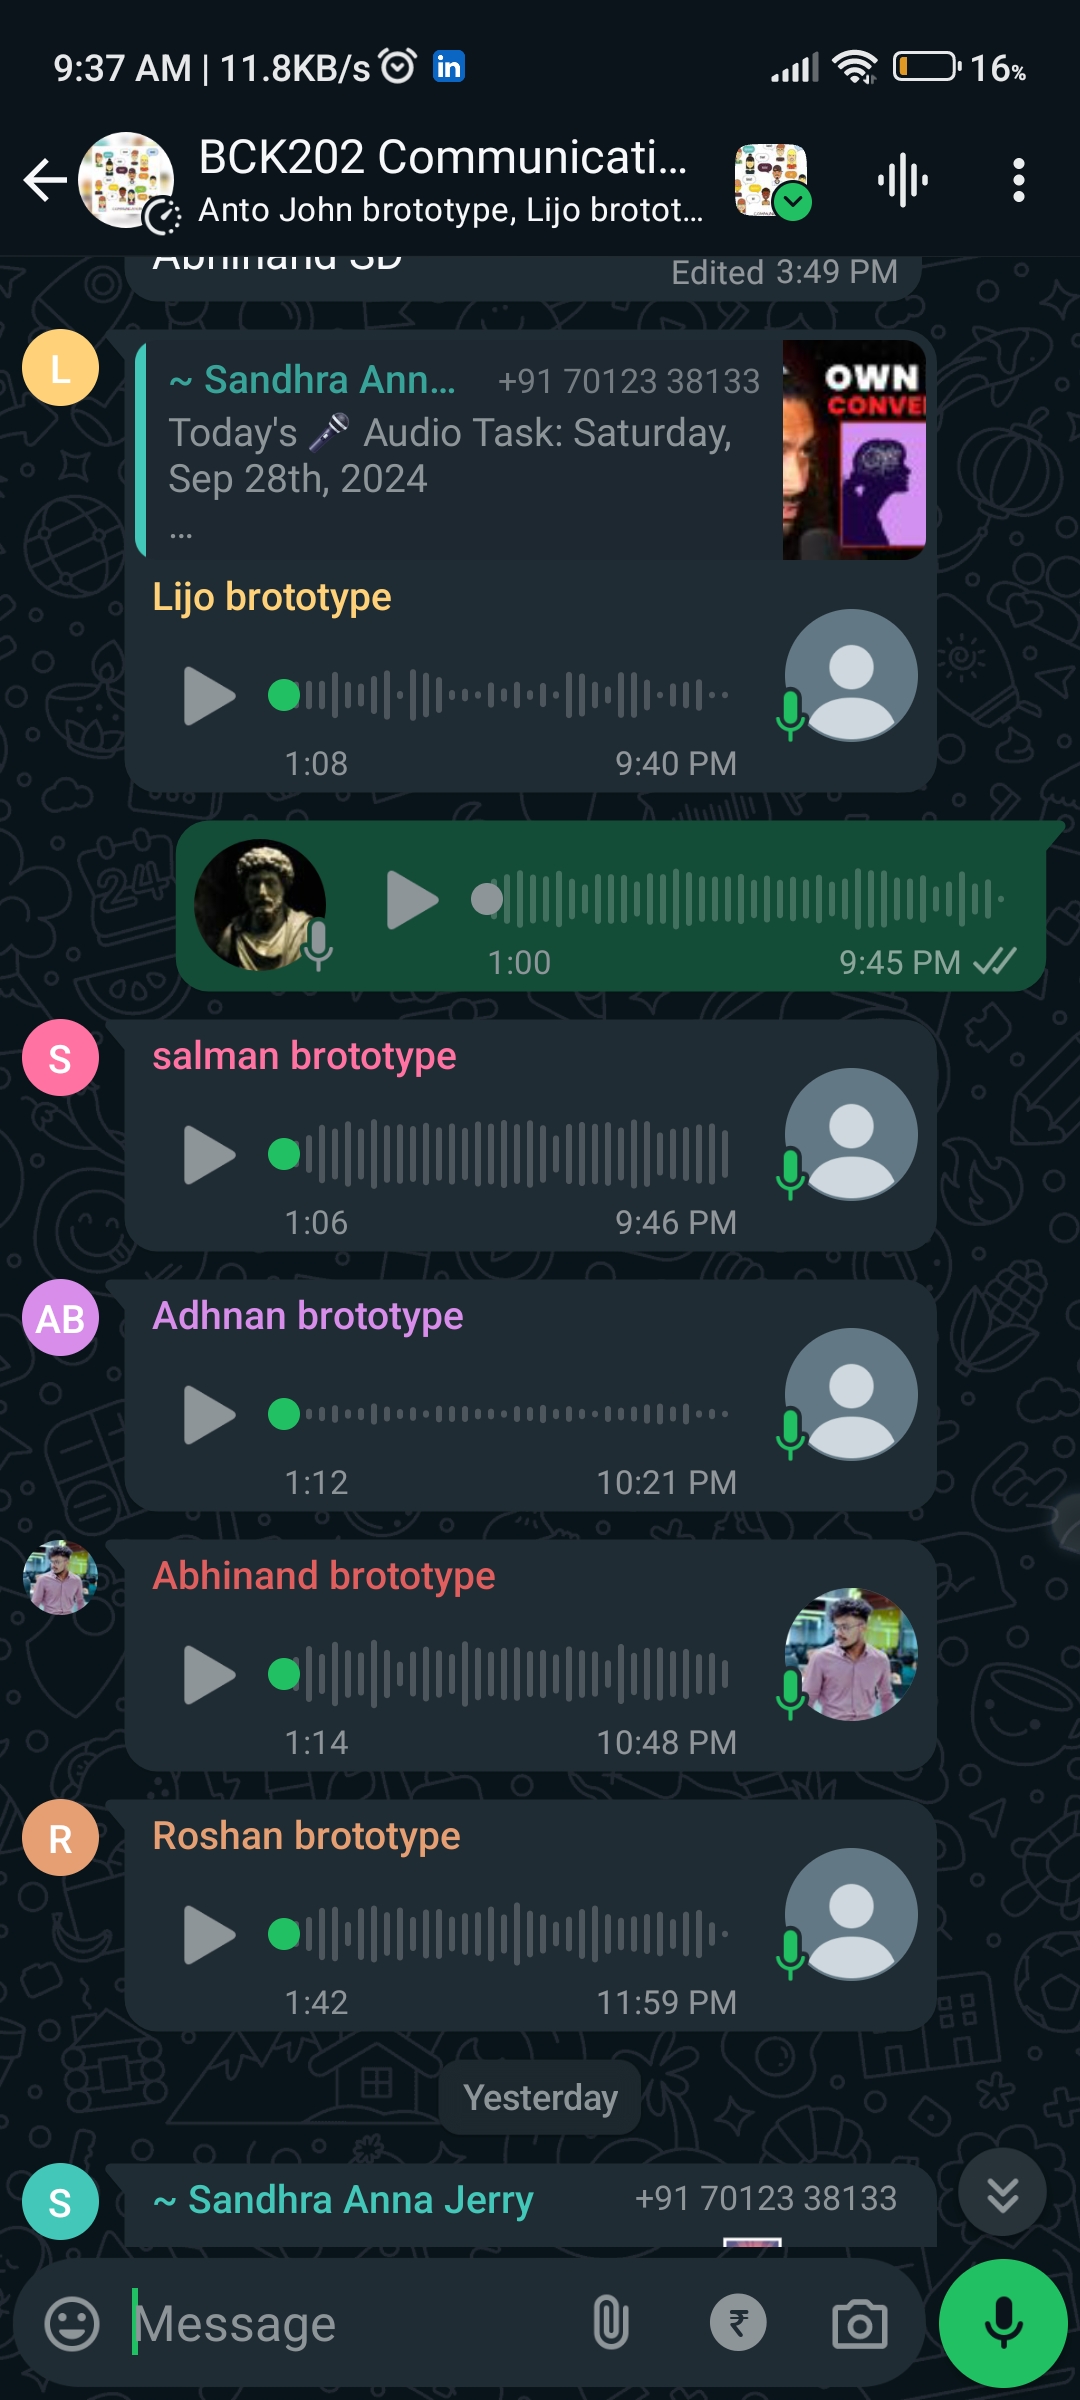 9:37 AM | 11.8KB/s in 16%
BCK202 Communicati...
Anto John brototype, Lijo brotot...
Abhinand SD
Edited 3:49 PM
L
~ Sandhra Ann... +91 70123 38133
Today's 🎤 Audio Task: Saturday,
Sep 28th, 2024
...
OWN
CONVE
Lijo brototype
1:08 9:40 PM
1:00 9:45 PM
S
salman brototype
1:06 9:46 PM
AB
Adhnan brototype
1:12 10:21 PM
Abhinand brototype
1:14 10:48 PM
R
Roshan brototype
1:42 11:59 PM
Yesterday
S
~ Sandhra Anna Jerry +91 70123 38133
Message
₹